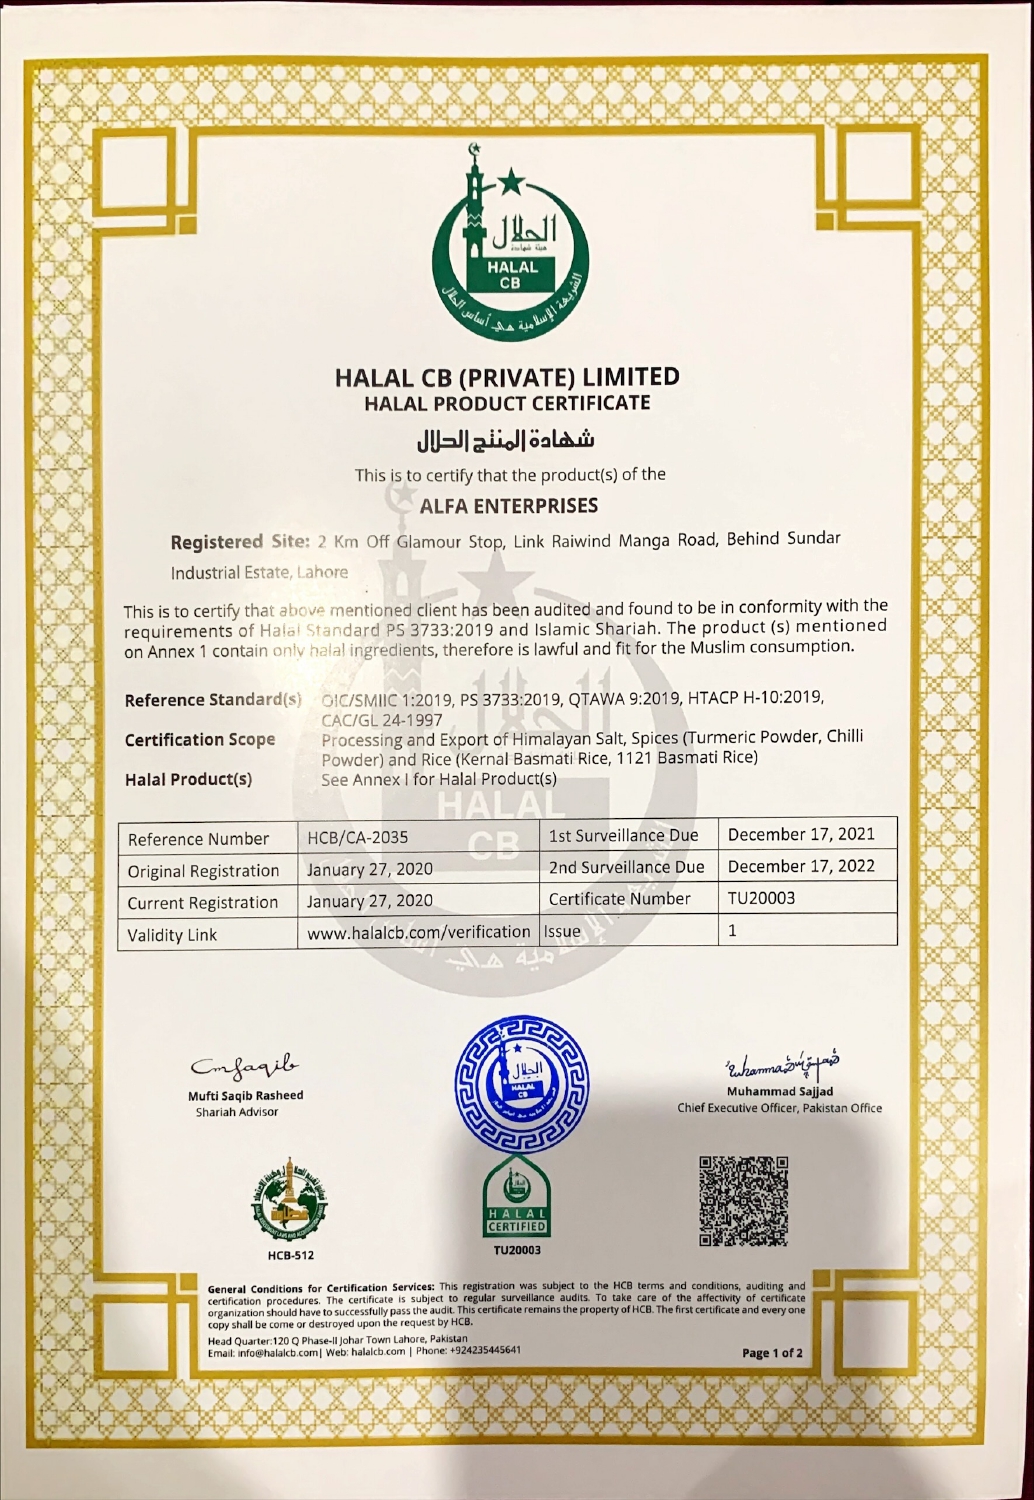 الحلال
هيئة شهادة
HALAL
CB
الشريعة الإسلامية هي أساس الحلال
HALAL CB (PRIVATE) LIMITED
HALAL PRODUCT CERTIFICATE
شهادة المنتج الحلال
This is to certify that the product(s) of the
ALFA ENTERPRISES
Registered Site: 2 Km Off Glamour Stop, Link Raiwind Manga Road, Behind Sundar
Industrial Estate, Lahore
This is to certify that above mentioned client has been audited and found to be in conformity with the
requirements of Halal Standard PS 3733:2019 and Islamic Shariah. The product (s) mentioned
on Annex 1 contain only halal ingredients, therefore is lawful and fit for the Muslim consumption.
Reference Standard(s) OIC/SMIIC 1:2019, PS 3733:2019, QTAWA 9:2019, HTACP H-10:2019,
CAC/GL 24-1997
Certification Scope Processing and Export of Himalayan Salt, Spices (Turmeric Powder, Chilli
Powder) and Rice (Kernal Basmati Rice, 1121 Basmati Rice)
Halal Product(s) See Annex I for Halal Product(s)
HALAL
CB
Reference Number HCB/CA-2035 1st Surveillance Due December 17, 2021
Original Registration January 27, 2020 2nd Surveillance Due December 17, 2022
Current Registration January 27, 2020 Certificate Number TU20003
Validity Link www.halalcb.com/verification Issue 1
الحلال
HALAL
CB
Mufti Saqib Rasheed
Shariah Advisor
Muhammad Sajjad
Chief Executive Officer, Pakistan Office
HALAL
CERTIFIED
HCB-512
TU20003
General Conditions for Certification Services: This registration was subject to the HCB terms and conditions, auditing and
certification procedures. The certificate is subject to regular surveillance audits. To take care of the affectivity of certificate
organization should have to successfully pass the audit. This certificate remains the property of HCB. The first certificate and every one
copy shall be come or destroyed upon the request by HCB.
Head Quarter:120 Q Phase-II Johar Town Lahore, Pakistan
Email: info@halalcb.com| Web: halalcb.com | Phone: +924235445641
Page 1 of 2